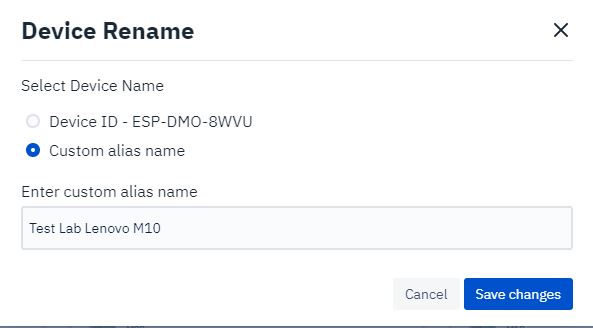 Device Rename
Select Device Name
Device ID - ESP-DMO-8WVU
Custom alias name
Enter custom alias name
Test Lab Lenovo M10
Cancel
Save changes